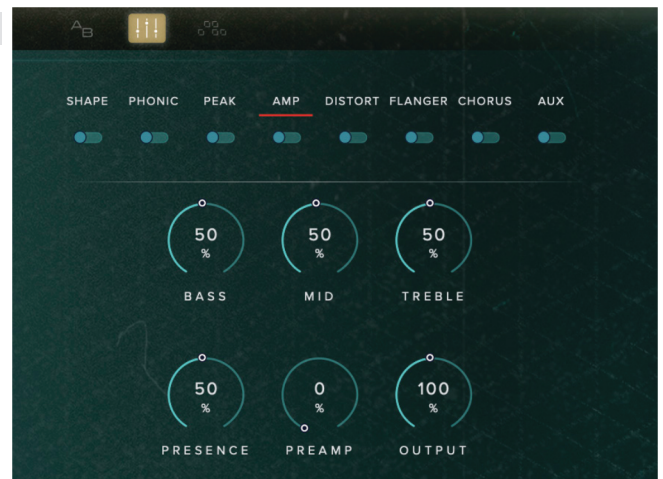 AB
SHAPE PHONIC PEAK AMP DISTORT FLANGER CHORUS AUX
50 50 50
% % %
BASS MID TREBLE
50 0 100
% % %
PRESENCE PREAMP OUTPUT